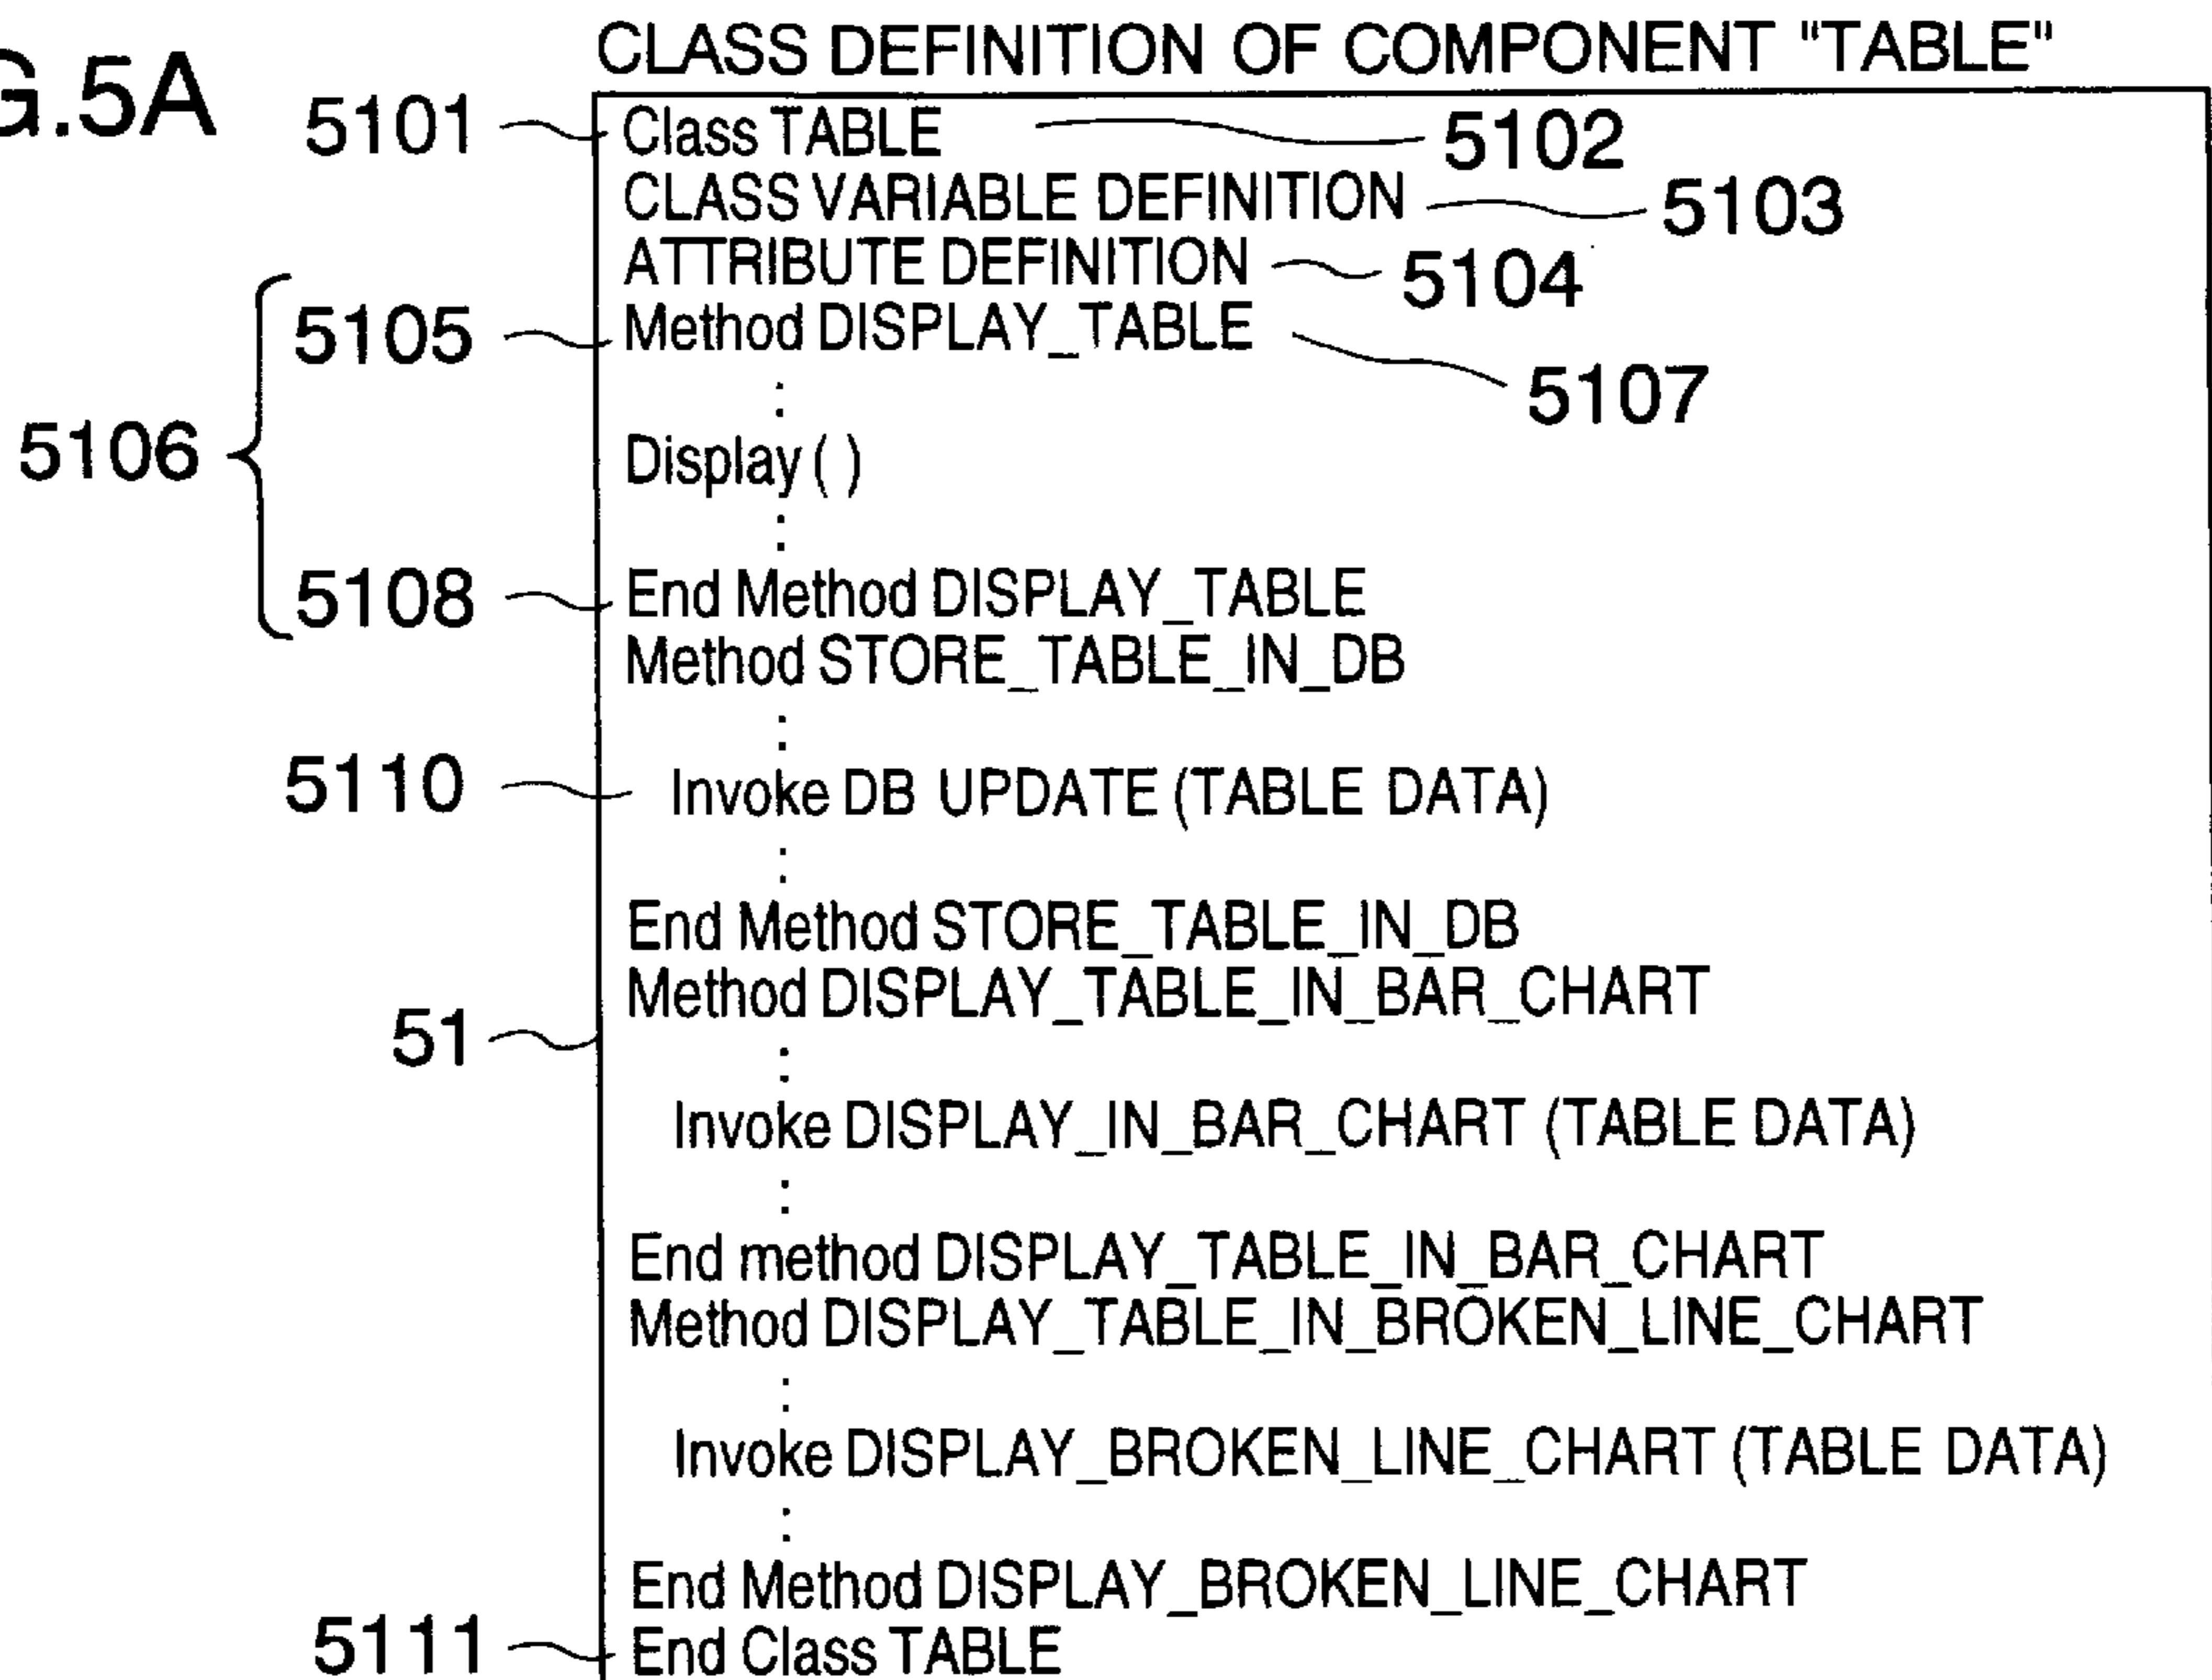 G.5A
CLASS DEFINITION OF COMPONENT "TABLE"
5101 Class TABLE 5102
CLASS VARIABLE DEFINITION 5103
ATTRIBUTE DEFINITION 5104
5105 Method DISPLAY_TABLE 5107
5106 Display ( )
5108 End Method DISPLAY_TABLE
Method STORE_TABLE_IN_DB
5110 Invoke DB UPDATE (TABLE DATA)
End Method STORE_TABLE_IN_DB
Method DISPLAY_TABLE_IN_BAR_CHART
51
Invoke DISPLAY_IN_BAR_CHART (TABLE DATA)
End method DISPLAY_TABLE_IN_BAR_CHART
Method DISPLAY_TABLE_IN_BROKEN_LINE_CHART
Invoke DISPLAY_BROKEN_LINE_CHART (TABLE DATA)
End Method DISPLAY_BROKEN_LINE_CHART
5111 End Class TABLE